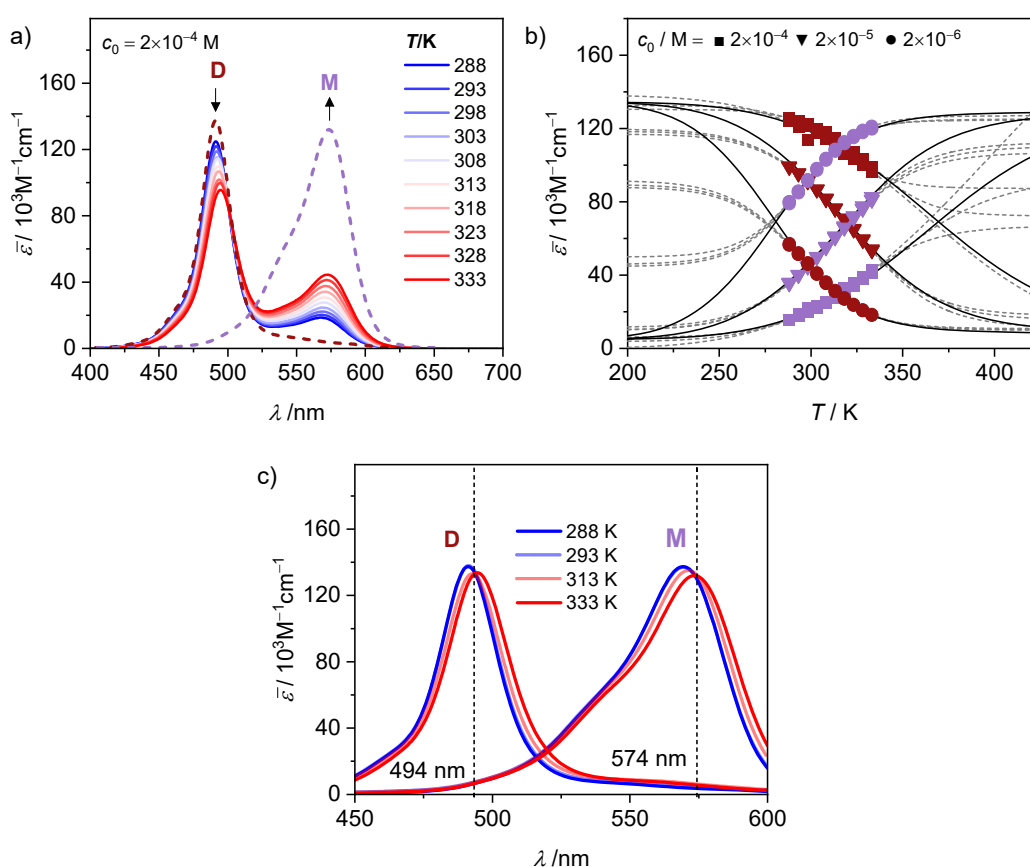 a)
c₀ = 2×10⁻⁴ M
T/K
D
M
288
293
298
303
308
313
318
323
328
333
ε̄ / 10³M⁻¹cm⁻¹
160
120
80
40
0
400 450 500 550 600 650 700
λ /nm
b)
c₀ / M = 2×10⁻⁴ 2×10⁻⁵ 2×10⁻⁶
ε̄ / 10³M⁻¹cm⁻¹
160
120
80
40
0
200 250 300 350 400
T / K
c)
D
M
288 K
293 K
313 K
333 K
494 nm
574 nm
ε̄ / 10³M⁻¹cm⁻¹
160
120
80
40
0
450 500 550 600
λ /nm